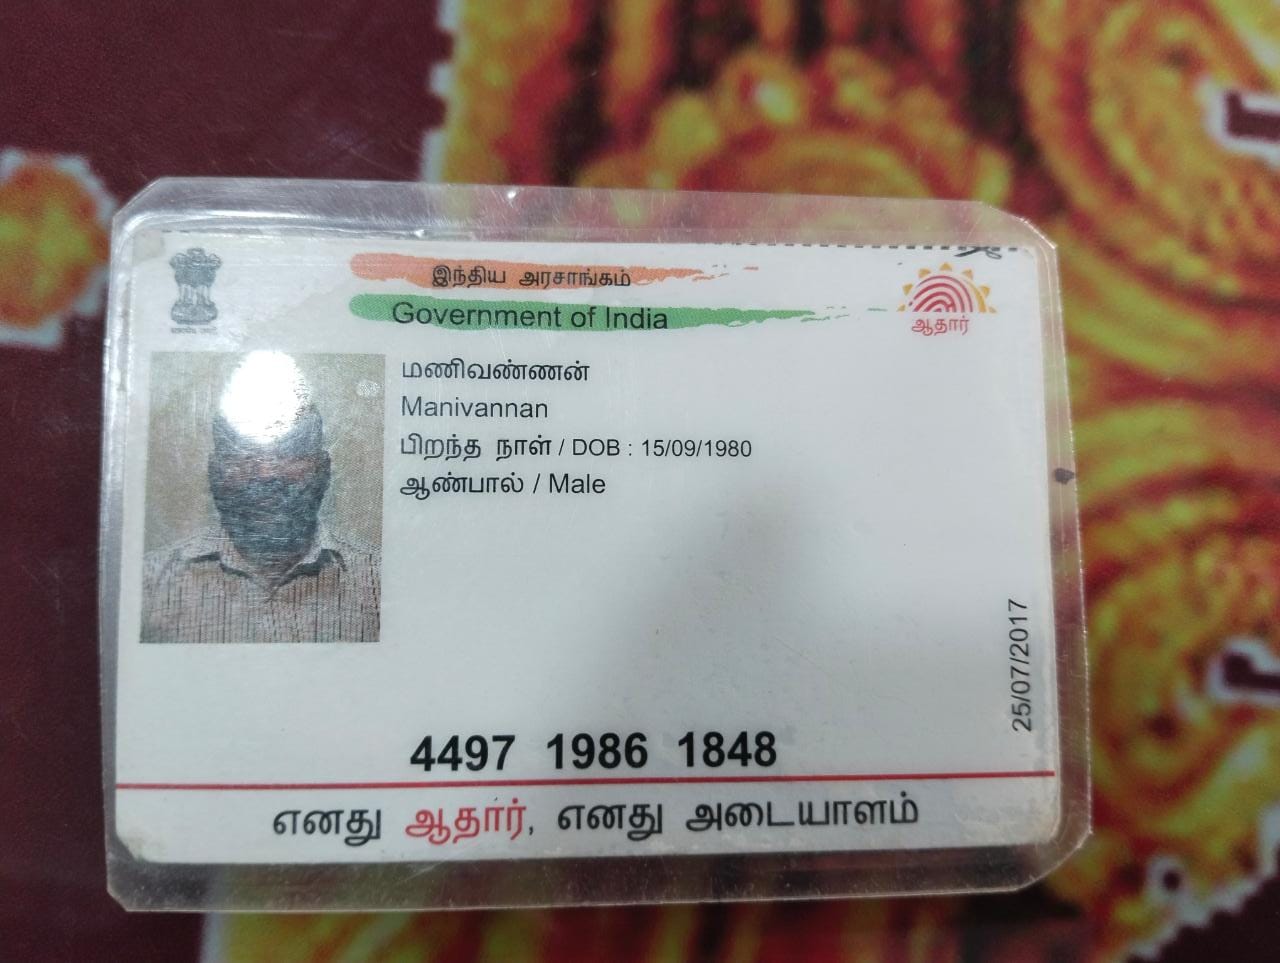 இந்திய அரசாங்கம்
Government of India
ஆதார்
மணிவண்ணன்
Manivannan
பிறந்த நாள் / DOB : 15/09/1980
ஆண்பால் / Male
25/07/2017
4497 1986 1848
எனது ஆதார், எனது அடையாளம்